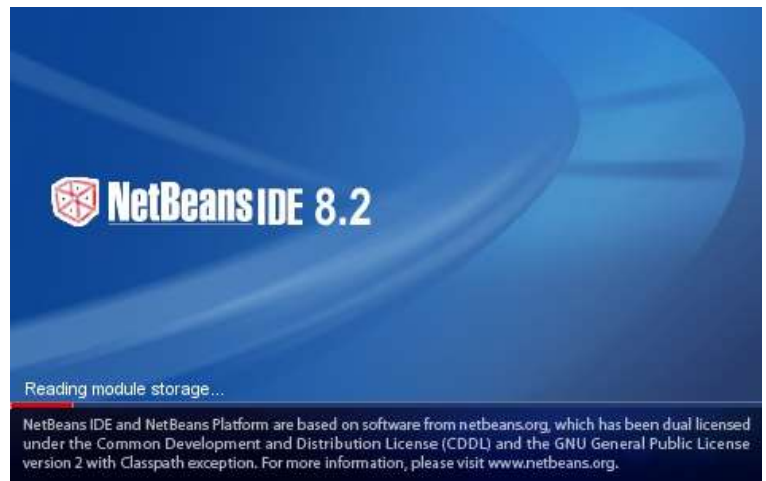 NetBeans IDE 8.2
Reading module storage...
NetBeans IDE and NetBeans Platform are based on software from netbeans.org, which has been dual licensed
under the Common Development and Distribution License (CDDL) and the GNU General Public License
version 2 with Classpath exception. For more information, please visit www.netbeans.org.